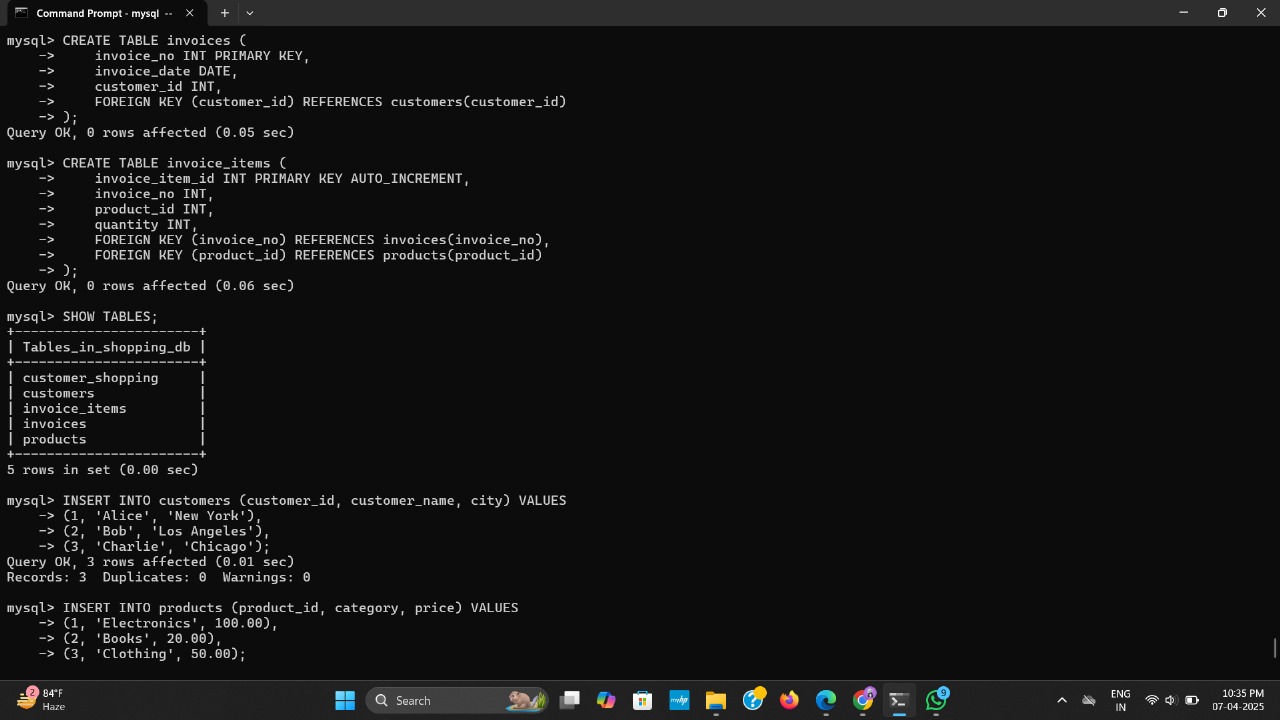 Command Prompt - mysql --
mysql> CREATE TABLE invoices (
    ->     invoice_no INT PRIMARY KEY,
    ->     invoice_date DATE,
    ->     customer_id INT,
    ->     FOREIGN KEY (customer_id) REFERENCES customers(customer_id)
    -> );
Query OK, 0 rows affected (0.05 sec)
mysql> CREATE TABLE invoice_items (
    ->     invoice_item_id INT PRIMARY KEY AUTO_INCREMENT,
    ->     invoice_no INT,
    ->     product_id INT,
    ->     quantity INT,
    ->     FOREIGN KEY (invoice_no) REFERENCES invoices(invoice_no),
    ->     FOREIGN KEY (product_id) REFERENCES products(product_id)
    -> );
Query OK, 0 rows affected (0.06 sec)
mysql> SHOW TABLES;
+-----------------------+
| Tables_in_shopping_db |
+-----------------------+
| customer_shopping     |
| customers             |
| invoice_items         |
| invoices              |
| products              |
+-----------------------+
5 rows in set (0.00 sec)
mysql> INSERT INTO customers (customer_id, customer_name, city) VALUES
    -> (1, 'Alice', 'New York'),
    -> (2, 'Bob', 'Los Angeles'),
    -> (3, 'Charlie', 'Chicago');
Query OK, 3 rows affected (0.01 sec)
Records: 3  Duplicates: 0  Warnings: 0
mysql> INSERT INTO products (product_id, category, price) VALUES
    -> (1, 'Electronics', 100.00),
    -> (2, 'Books', 20.00),
    -> (3, 'Clothing', 50.00);
2
84°F
Haze
Search
myhp
9
ENG
IN
10:35 PM
07-04-2025